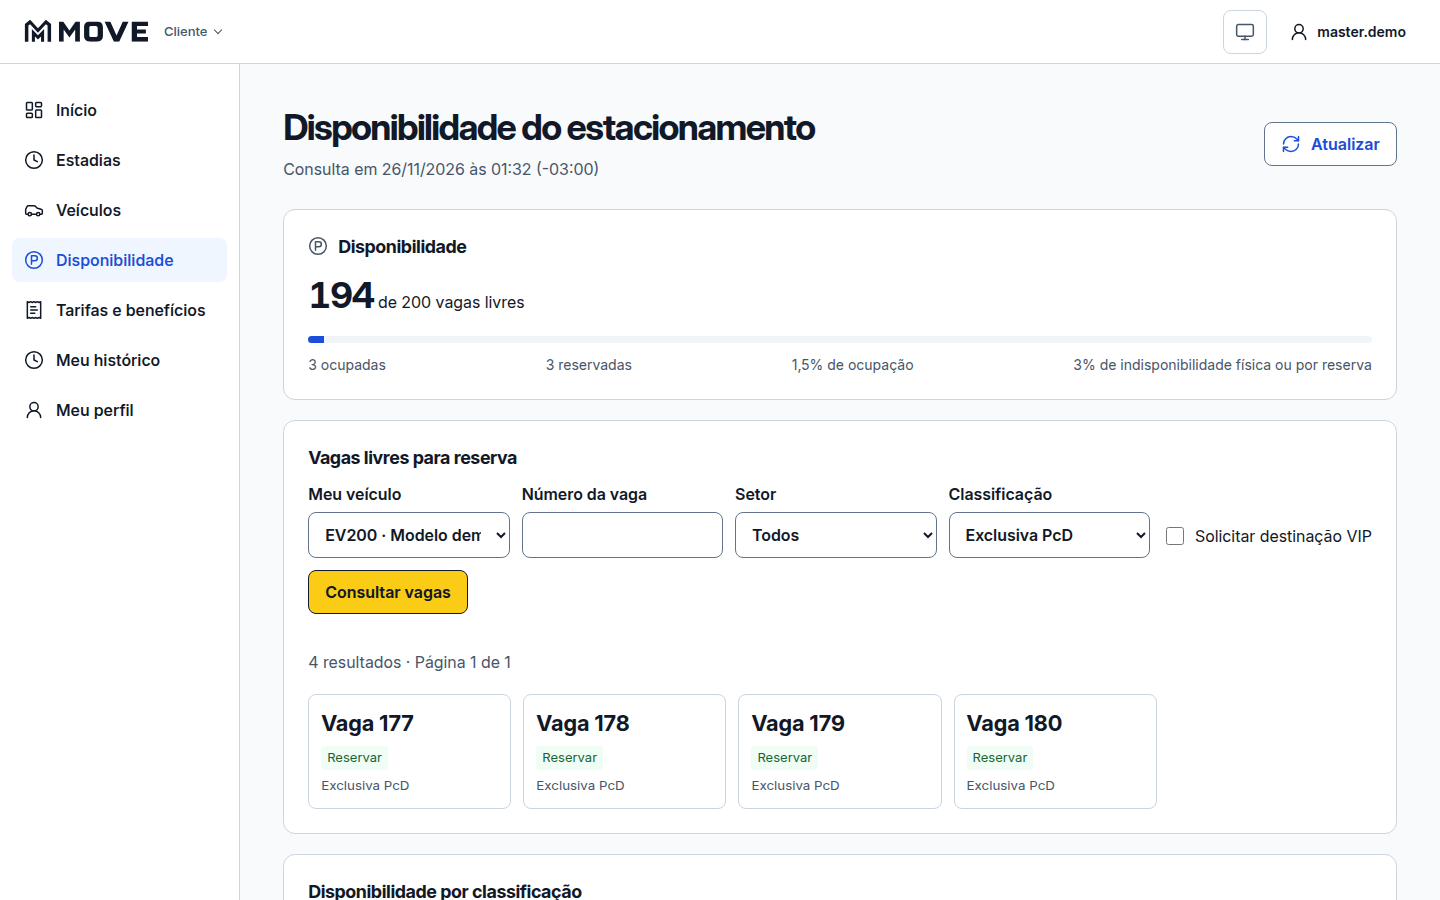 MOVE Cliente master.demo
Início
Estadias
Veículos
Disponibilidade
Tarifas e benefícios
Meu histórico
Meu perfil
Disponibilidade do estacionamento
Consulta em 26/11/2026 às 01:32 (-03:00)
Atualizar
Disponibilidade
194 de 200 vagas livres
3 ocupadas 3 reservadas 1,5% de ocupação 3% de indisponibilidade física ou por reserva
Vagas livres para reserva
Meu veículo Número da vaga Setor Classificação
EV200 · Modelo dem Todos Exclusiva PcD Solicitar destinação VIP
Consultar vagas
4 resultados · Página 1 de 1
Vaga 177 Vaga 178 Vaga 179 Vaga 180
Reservar Reservar Reservar Reservar
Exclusiva PcD Exclusiva PcD Exclusiva PcD Exclusiva PcD
Disponibilidade por classificação